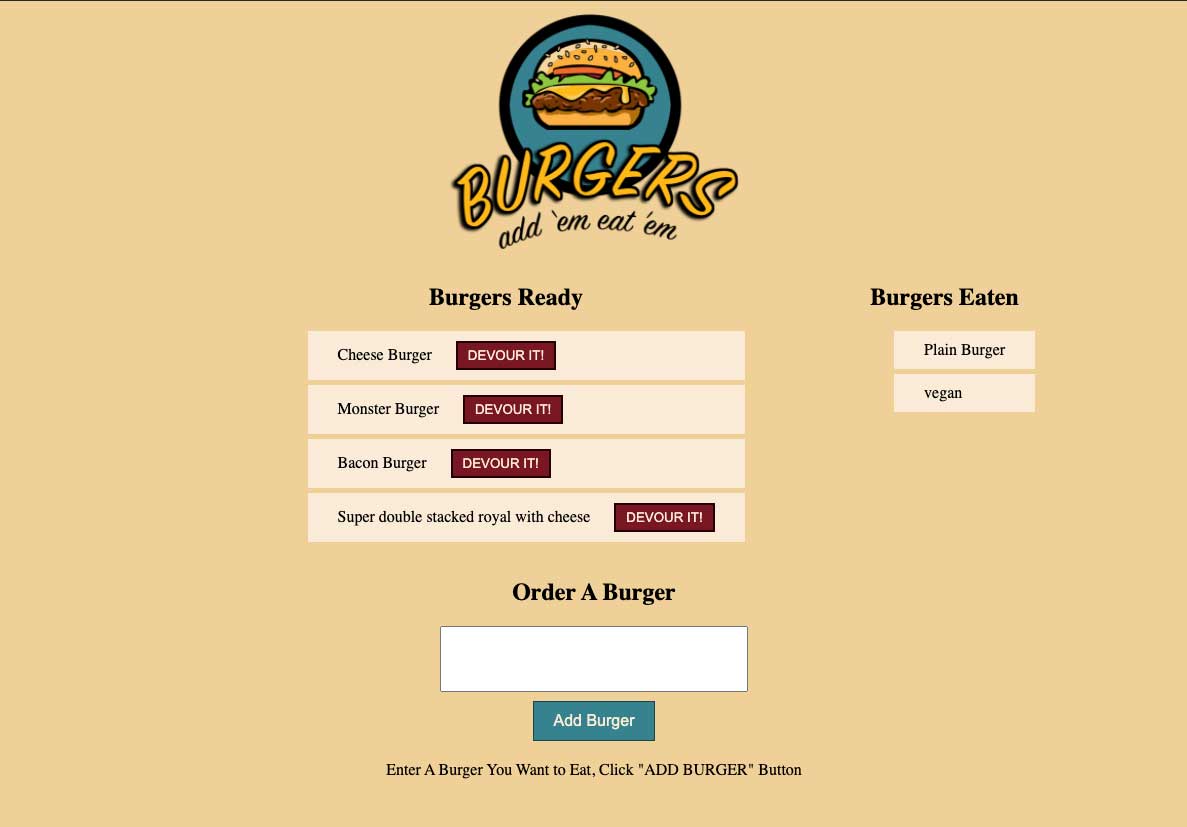 BURGERS
add `em eat ´em
Burgers Ready
Cheese Burger DEVOUR IT!
Monster Burger DEVOUR IT!
Bacon Burger DEVOUR IT!
Super double stacked royal with cheese DEVOUR IT!
Burgers Eaten
Plain Burger
vegan
Order A Burger
Add Burger
Enter A Burger You Want to Eat, Click "ADD BURGER" Button